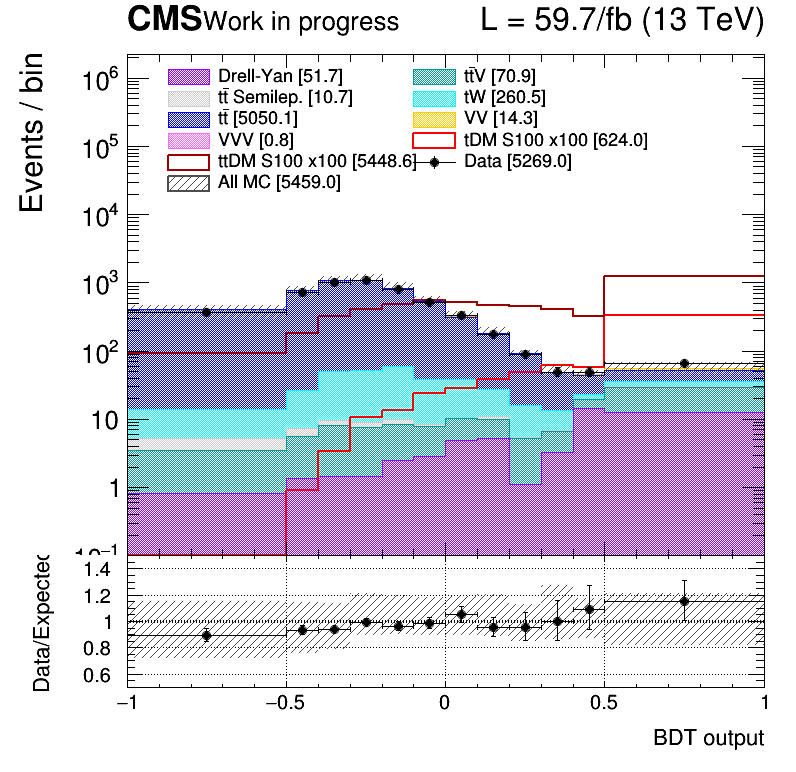 CMS Work in progress L = 59.7/fb (13 TeV)
Events / bin
Drell-Yan [51.7] tt̄V [70.9]
tt̄ Semilep. [10.7] tW [260.5]
tt̄ [5050.1] VV [14.3]
VVV [0.8] tDM S100 x100 [624.0]
ttDM S100 x100 [5448.6] Data [5269.0]
All MC [5459.0]
10⁶
10⁵
10⁴
10³
10²
10
1
10⁻¹
Data/Expected
1.4
1.2
1
0.8
0.6
−1 −0.5 0 0.5 1
BDT output